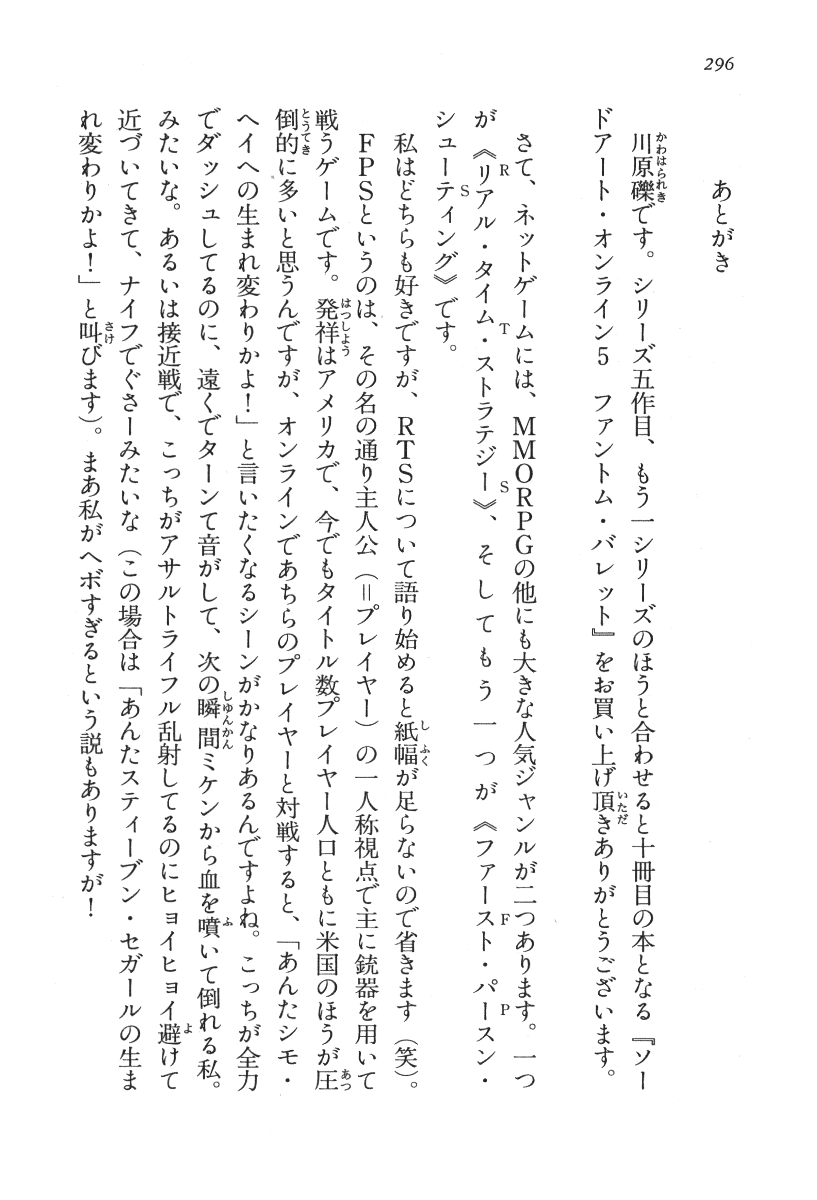 296
あとがき
川原礫です。シリーズ五作目、もう一シリーズのほうと合わせると十冊目の本となる『ソー
ドアート・オンライン5　ファントム・バレット』をお買い上げ頂きありがとうございます。
さて、ネットゲームには、MMORPGの他にも大きな人気ジャンルが二つあります。一つ
が《リアル・タイム・ストラテジー》、そしてもう一つが《ファースト・パースン・
シューティング》です。
私はどちらも好きですが、RTSについて語り始めると紙幅が足らないので省きます（笑）。
FPSというのは、その名の通り主人公（＝プレイヤー）の一人称視点で主に銃器を用いて
戦うゲームです。発祥はアメリカで、今でもタイトル数プレイヤー人口ともに米国のほうが圧
倒的に多いと思うんですが、オンラインであちらのプレイヤーと対戦すると、「あんたシモ・
ヘイヘの生まれ変わりかよ！」と言いたくなるシーンがかなりあるんですよね。こっちが全力
でダッシュしてるのに、遠くでターンて音がして、次の瞬間ミケンから血を噴いて倒れる私。
みたいな。あるいは接近戦で、こっちがアサルトライフル乱射してるのにヒョイヒョイ避けて
近づいてきて、ナイフでぐさーみたいな（この場合は「あんたスティーブン・セガールの生ま
れ変わりかよ！」と叫びます）。まあ私がヘボすぎるという説もありますが！